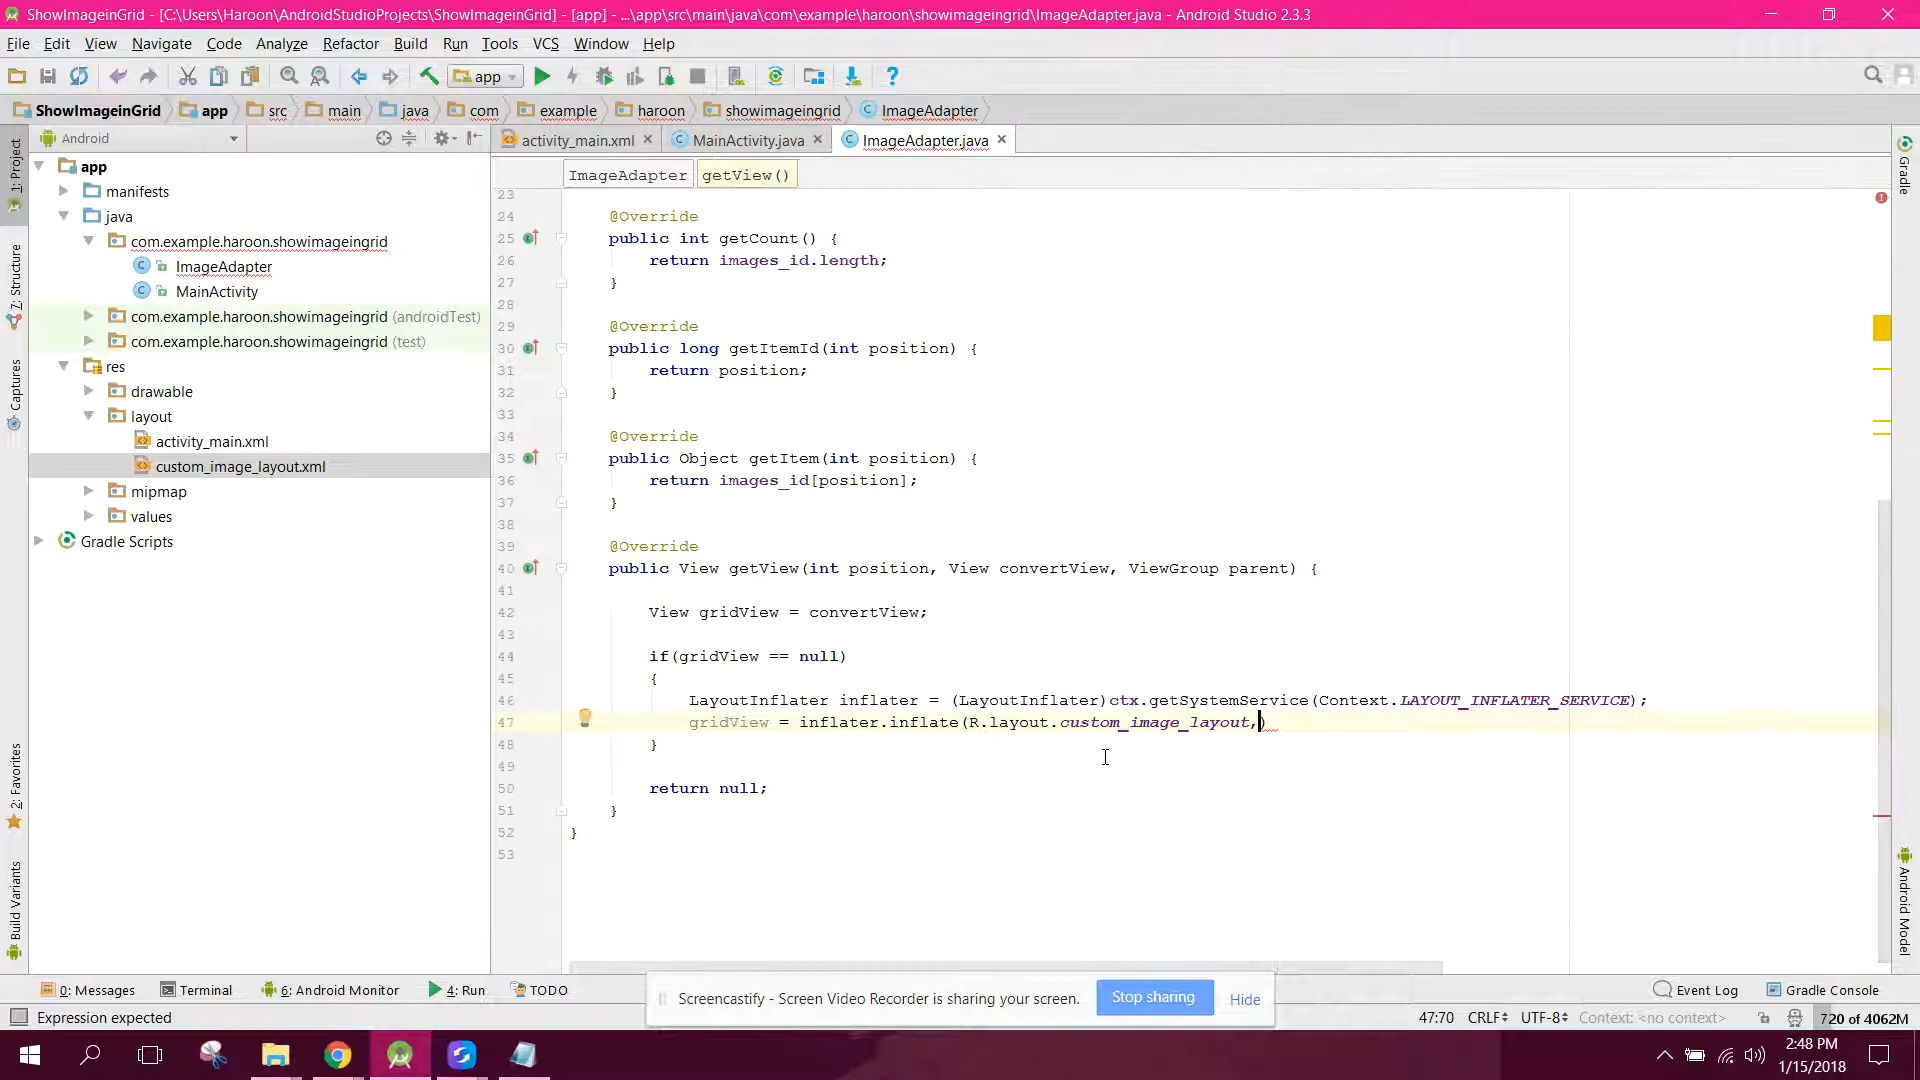 ShowImageinGrid - [C:\Users\Haroon\AndroidStudioProjects\ShowImageinGrid] - [app] - ...\app\src\main\java\com\example\haroon\showimageingrid\ImageAdapter.java - Android Studio 2.3.3
File Edit View Navigate Code Analyze Refactor Build Run Tools VCS Window Help
app
ShowImageinGrid app src main java com example haroon showimageingrid ImageAdapter
Android
activity_main.xml MainActivity.java ImageAdapter.java
ImageAdapter getView()
1: Project
7: Structure
Captures
2: Favorites
Build Variants
app
manifests
java
com.example.haroon.showimageingrid
ImageAdapter
MainActivity
com.example.haroon.showimageingrid (androidTest)
com.example.haroon.showimageingrid (test)
res
drawable
layout
activity_main.xml
custom_image_layout.xml
mipmap
values
Gradle Scripts
23
24 @Override
25 public int getCount() {
26 return images_id.length;
27 }
28
29 @Override
30 public long getItemId(int position) {
31 return position;
32 }
33
34 @Override
35 public Object getItem(int position) {
36 return images_id[position];
37 }
38
39 @Override
40 public View getView(int position, View convertView, ViewGroup parent) {
41
42 View gridView = convertView;
43
44 if(gridView == null)
45 {
46 LayoutInflater inflater = (LayoutInflater)ctx.getSystemService(Context.LAYOUT_INFLATER_SERVICE);
47 gridView = inflater.inflate(R.layout.custom_image_layout,)
48 }
49
50 return null;
51 }
52 }
53
Gradle
Android Model
0: Messages Terminal 6: Android Monitor 4: Run TODO
Event Log Gradle Console
Screencastify - Screen Video Recorder is sharing your screen. Stop sharing Hide
Expression expected
47:70 CRLF UTF-8 Context: <no context> 720 of 4062M
2:48 PM
1/15/2018